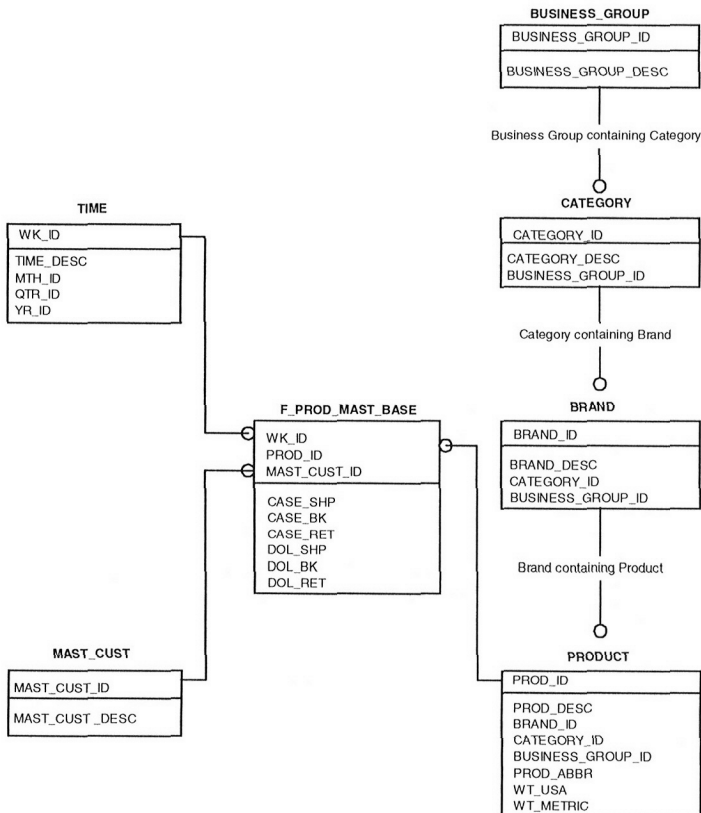 BUSINESS_GROUP
BUSINESS_GROUP_ID
BUSINESS_GROUP_DESC
Business Group containing Category
CATEGORY
CATEGORY_ID
CATEGORY_DESC
BUSINESS_GROUP_ID
Category containing Brand
BRAND
BRAND_ID
BRAND_DESC
CATEGORY_ID
BUSINESS_GROUP_ID
Brand containing Product
PRODUCT
PROD_ID
PROD_DESC
BRAND_ID
CATEGORY_ID
BUSINESS_GROUP_ID
PROD_ABBR
WT_USA
WT_METRIC
TIME
WK_ID
TIME_DESC
MTH_ID
QTR_ID
YR_ID
F_PROD_MAST_BASE
WK_ID
PROD_ID
MAST_CUST_ID
CASE_SHP
CASE_BK
CASE_RET
DOL_SHP
DOL_BK
DOL_RET
MAST_CUST
MAST_CUST_ID
MAST_CUST _DESC